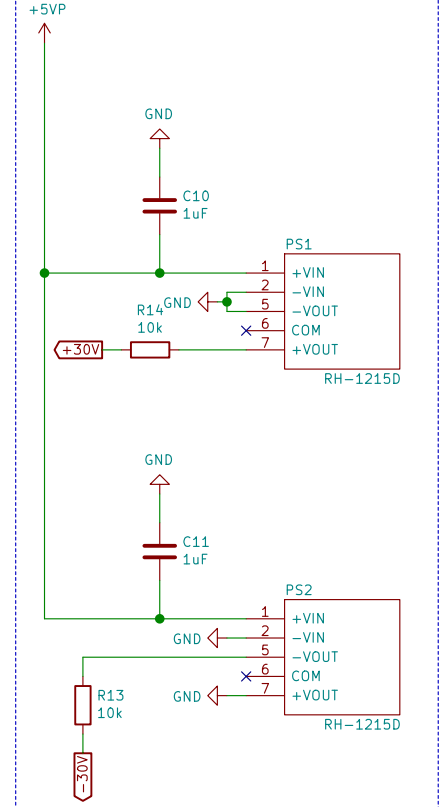 +5VP
GND
C10
1uF
PS1
1 +VIN
2 -VIN
GND
5 -VOUT
R14
10k
6 COM
7 +VOUT
+30V
RH-1215D
GND
C11
1uF
PS2
1 +VIN
2 -VIN
GND
5 -VOUT
6 COM
7 +VOUT
GND
R13
10k
RH-1215D
-30V